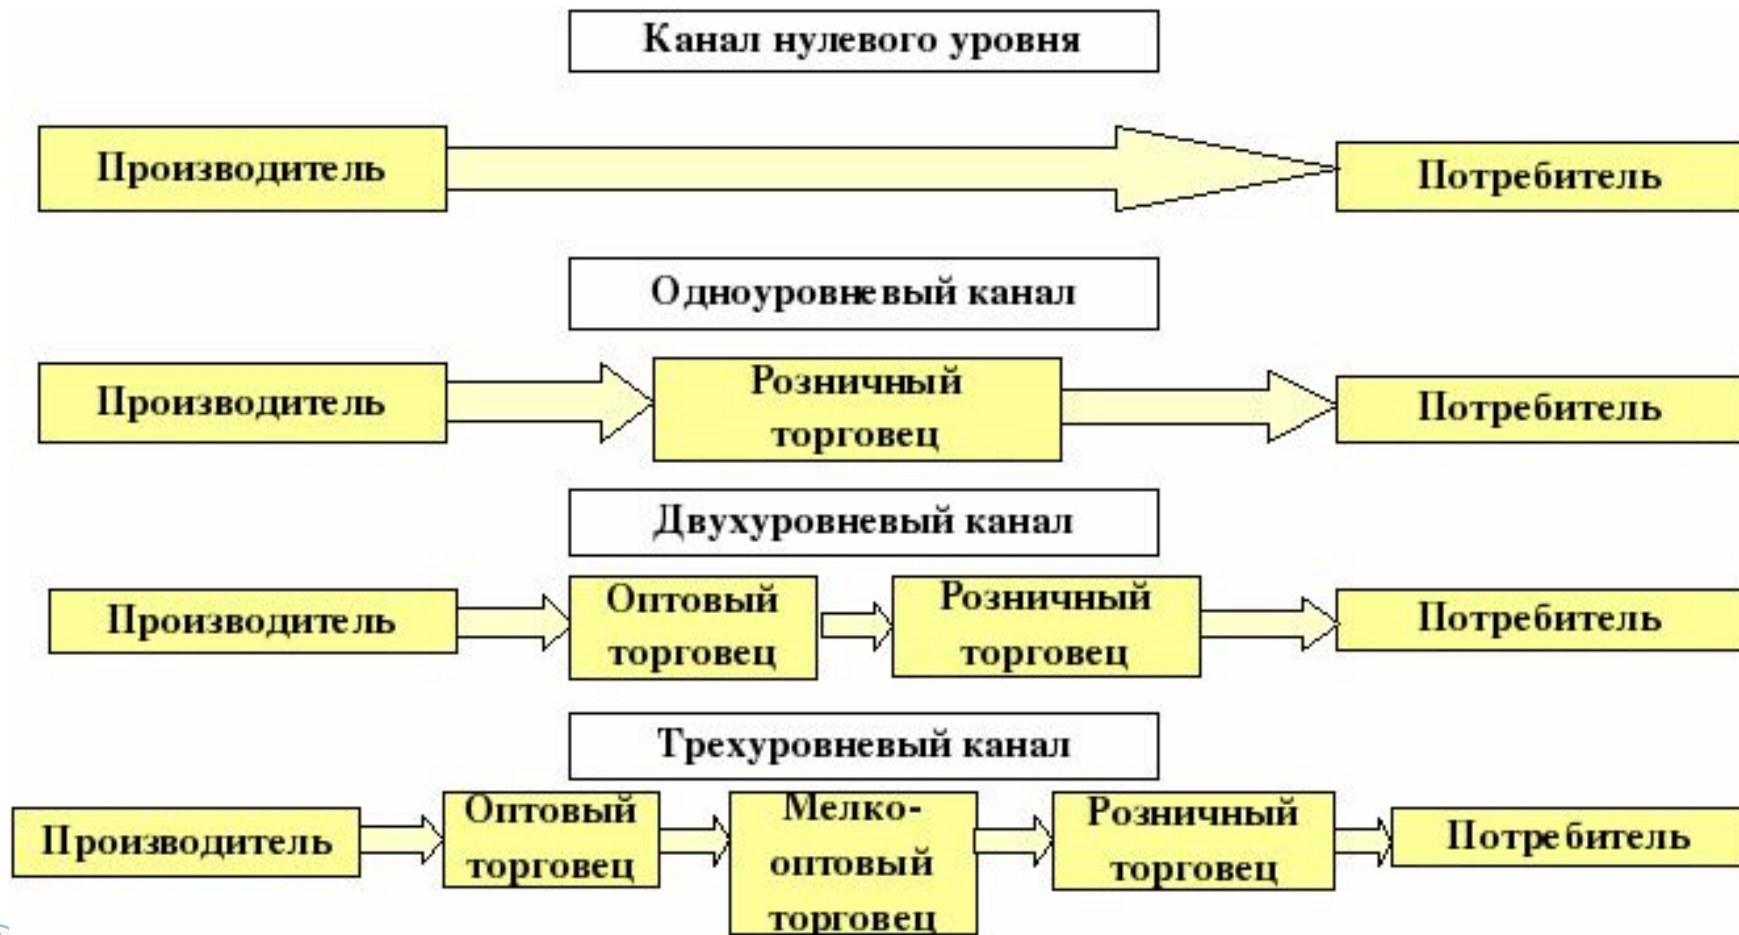 Канал нулевого уровня
Производитель
Потребитель
Одноуровневый канал
Производитель
Розничный
торговец
Потребитель
Двухуровневый канал
Производитель
Оптовый
торговец
Розничный
торговец
Потребитель
Трехуровневый канал
Производитель
Оптовый
торговец
Мелко-
оптовый
торговец
Розничный
торговец
Потребитель